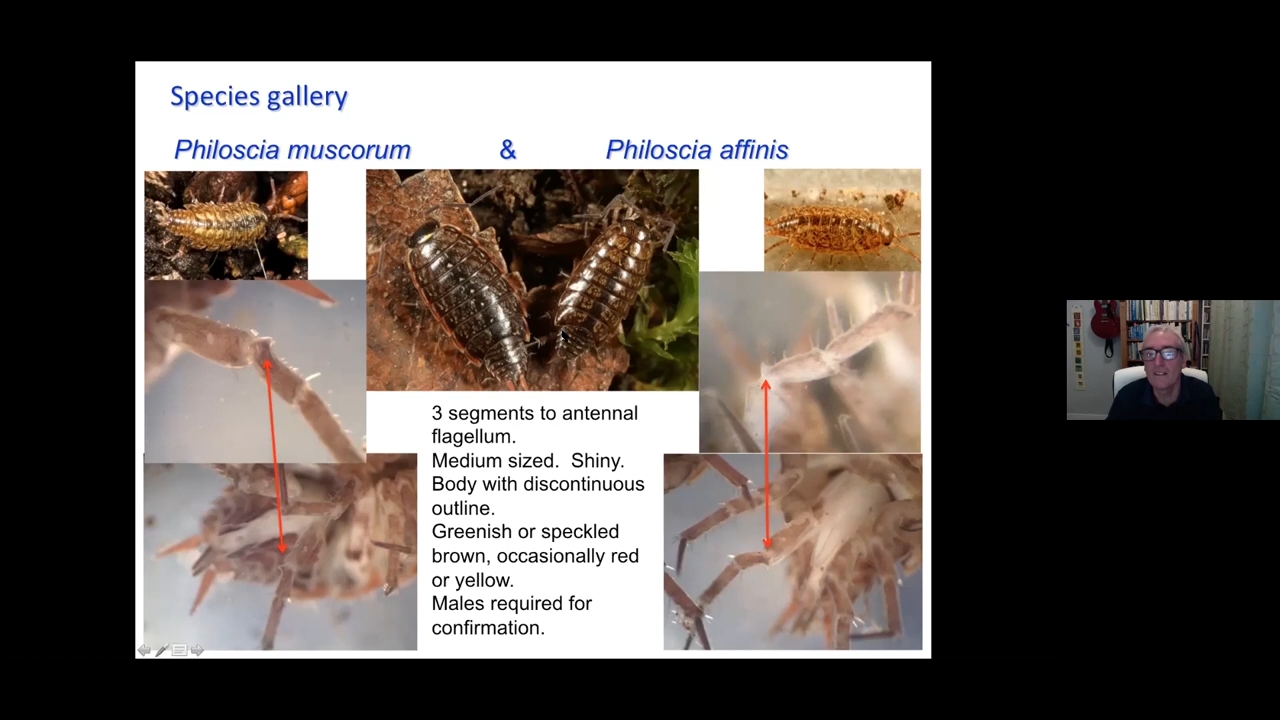 Species gallery
Philoscia muscorum & Philoscia affinis
3 segments to antennal
flagellum.
Medium sized. Shiny.
Body with discontinuous
outline.
Greenish or speckled
brown, occasionally red
or yellow.
Males required for
confirmation.